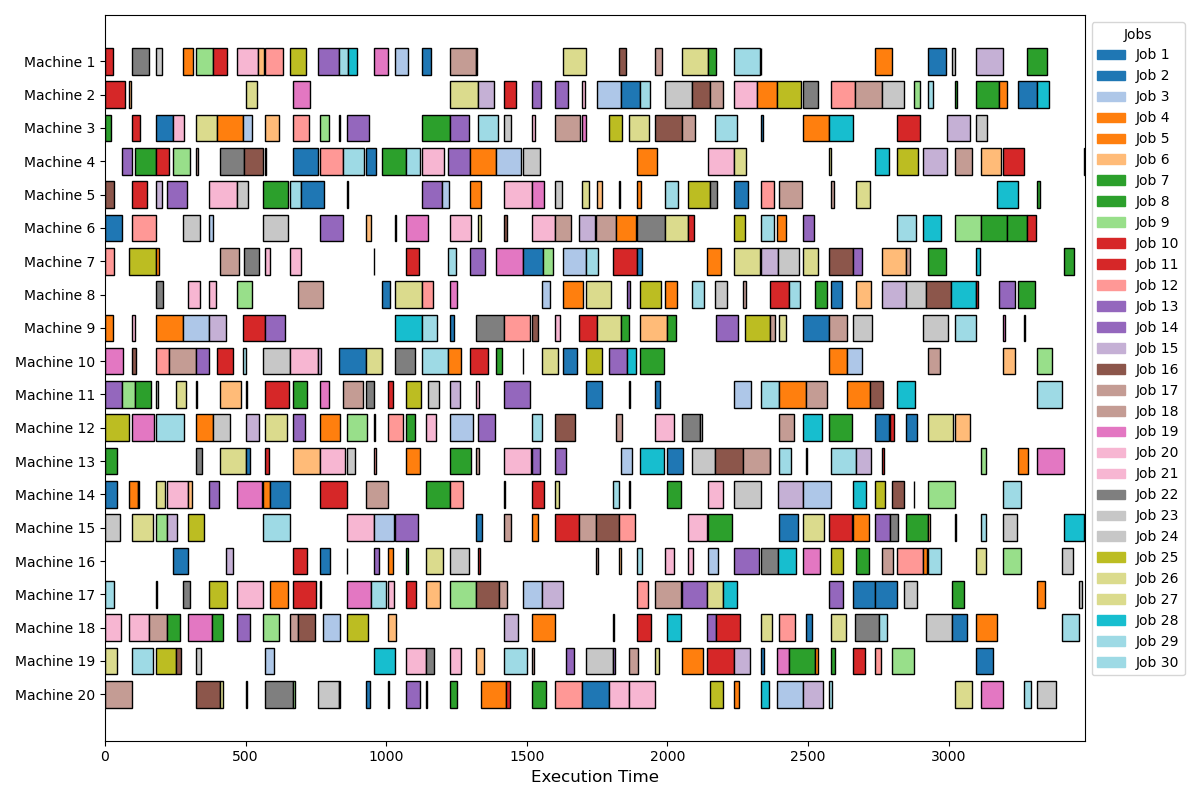 Machine 1
Machine 2
Machine 3
Machine 4
Machine 5
Machine 6
Machine 7
Machine 8
Machine 9
Machine 10
Machine 11
Machine 12
Machine 13
Machine 14
Machine 15
Machine 16
Machine 17
Machine 18
Machine 19
Machine 20
0 500 1000 1500 2000 2500 3000
Execution Time
Jobs
Job 1
Job 2
Job 3
Job 4
Job 5
Job 6
Job 7
Job 8
Job 9
Job 10
Job 11
Job 12
Job 13
Job 14
Job 15
Job 16
Job 17
Job 18
Job 19
Job 20
Job 21
Job 22
Job 23
Job 24
Job 25
Job 26
Job 27
Job 28
Job 29
Job 30